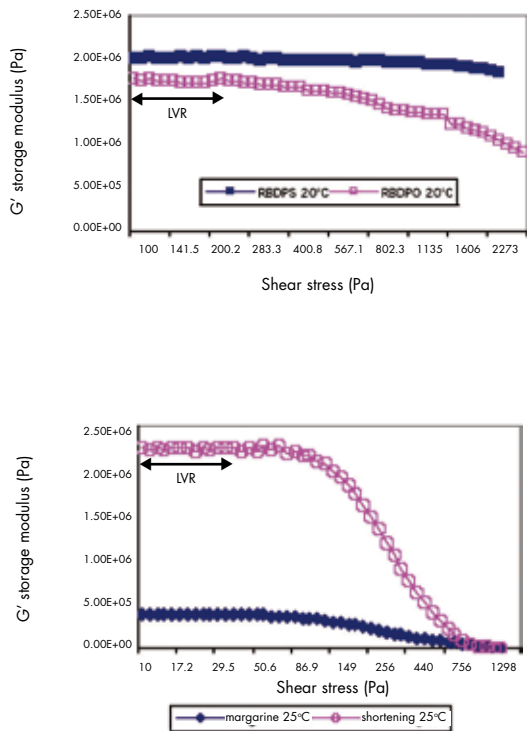 G' storage modulus (Pa)
2.50E+06
2.00E+06
1.50E+06
1.00E+06
5.00E+05
0.00E+00
LVR
RBDPS 20°C RBDPO 20°C
100 141.5 200.2 283.3 400.8 567.1 802.3 1135 1606 2273
Shear stress (Pa)
G' storage modulus (Pa)
2.50E+06
2.00E+06
1.50E+06
1.00E+06
5.00E+05
0.00E+00
LVR
10 17.2 29.5 50.6 86.9 149 256 440 756 1298
Shear stress (Pa)
margarine 25°C shortening 25°C